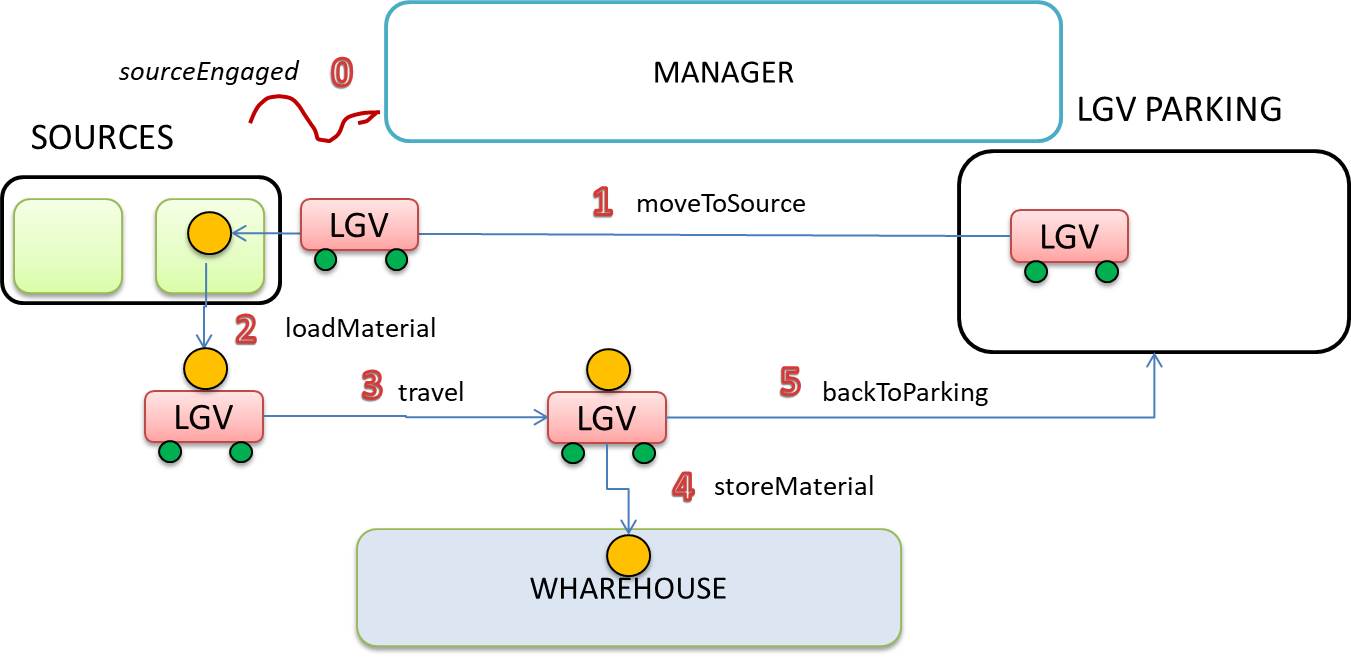 sourceEngaged 0
MANAGER
LGV PARKING
SOURCES
1 moveToSource
LGV
LGV
2 loadMaterial
3 travel
5 backToParking
LGV
LGV
4 storeMaterial
WHAREHOUSE